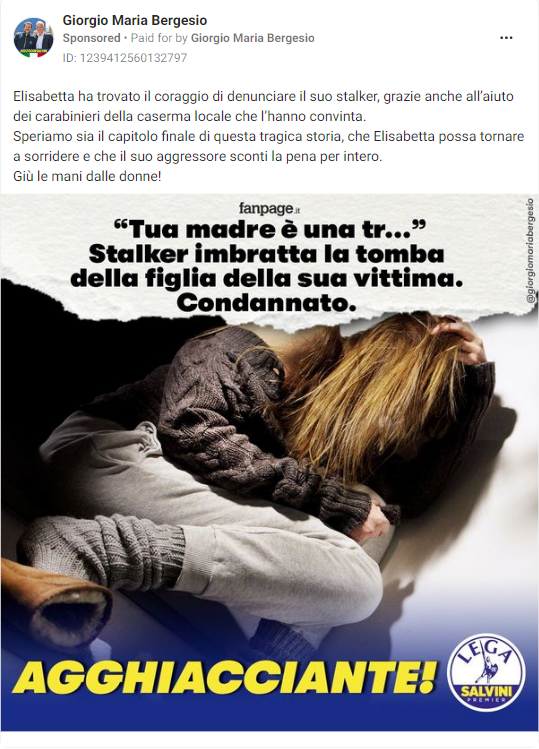 Giorgio Maria Bergesio
Sponsored • Paid for by Giorgio Maria Bergesio
ID: 1239412560132797
Elisabetta ha trovato il coraggio di denunciare il suo stalker, grazie anche all'aiuto
dei carabinieri della caserma locale che l'hanno convinta.
Speriamo sia il capitolo finale di questa tragica storia, che Elisabetta possa tornare
a sorridere e che il suo aggressore sconti la pena per intero.
Giù le mani dalle donne!
fanpage.it
“Tua madre è una tr...”
Stalker imbratta la tomba
della figlia della sua vittima.
Condannato.
@giorgiomariabergesio
AGGHIACCIANTE!
LEGA
SALVINI
PREMIER